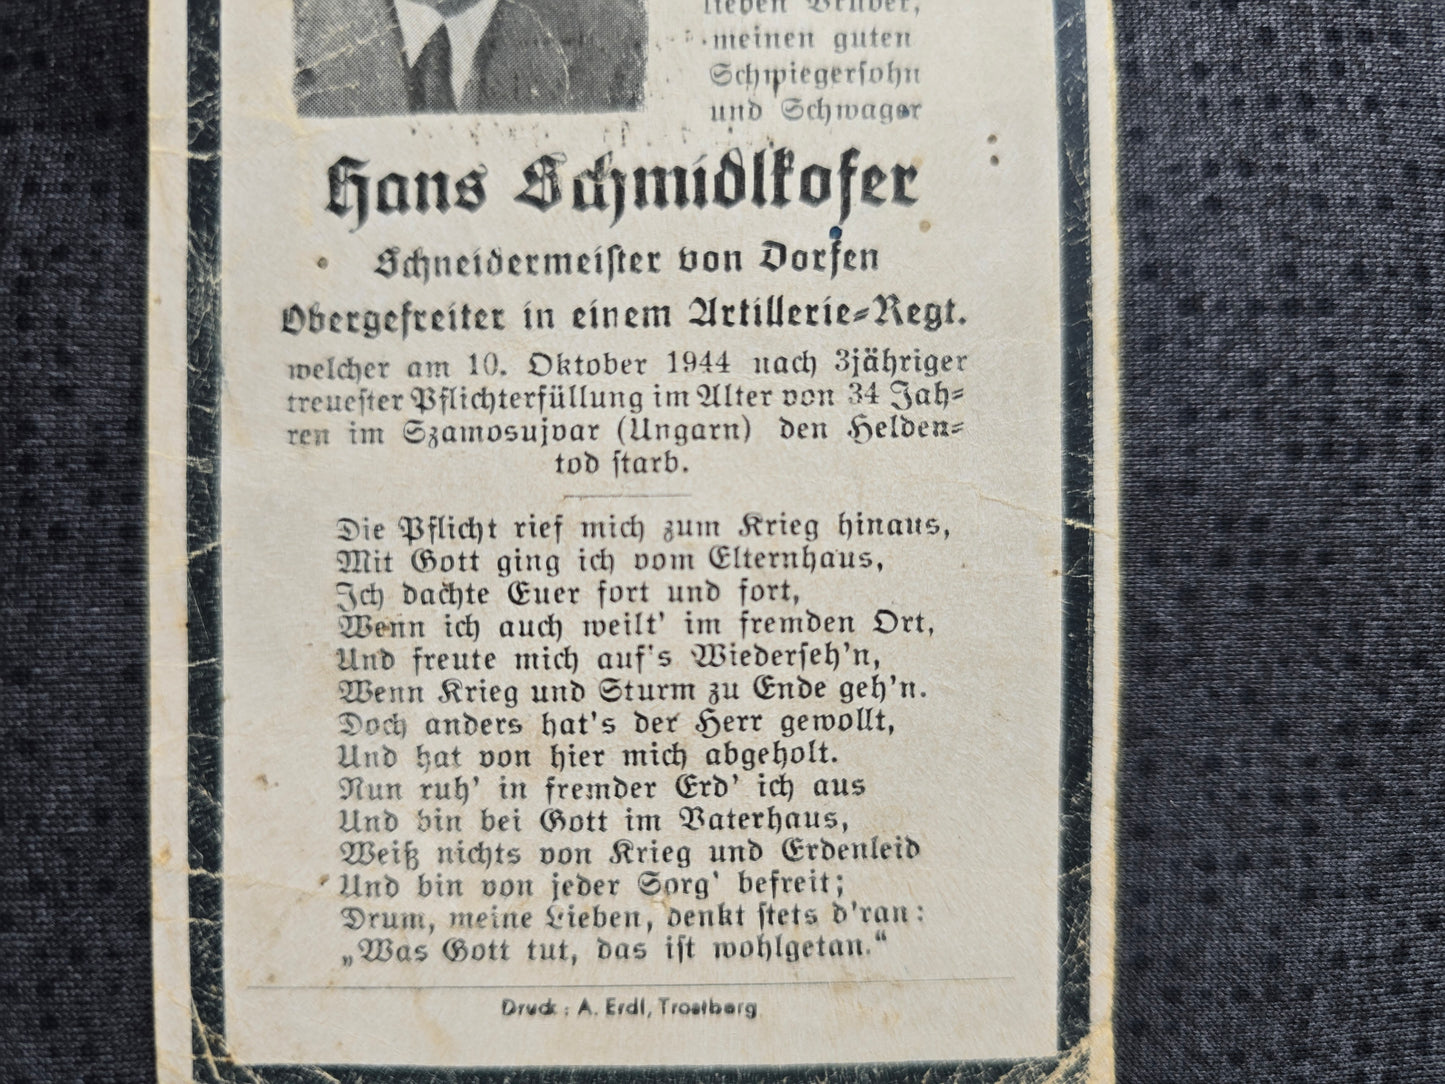 lieben Bruder,
meinen guten
Schwiegersohn
und Schwager
Hans Schmidlkofer
Schneidermeister von Dorfen
Obergefreiter in einem Artillerie-Regt.
welcher am 10. Oktober 1944 nach 3jähriger
treuester Pflichterfüllung im Alter von 34 Jah-
ren im Szamosujvar (Ungarn) den Helden-
tod starb.
Die Pflicht rief mich zum Krieg hinaus,
Mit Gott ging ich vom Elternhaus,
Ich dachte Euer fort und fort,
Wenn ich auch weilt' im fremden Ort,
Und freute mich auf's Wiederseh'n,
Wenn Krieg und Sturm zu Ende geh'n.
Doch anders hat's der Herr gewollt,
Und hat von hier mich abgeholt.
Nun ruh' in fremder Erd' ich aus
Und bin bei Gott im Vaterhaus,
Weiß nichts von Krieg und Erdenleid
Und bin von jeder Sorg' befreit;
Drum, meine Lieben, denkt stets d'ran:
„Was Gott tut, das ist wohlgetan.“
Druck: A. Erdl, Trostberg